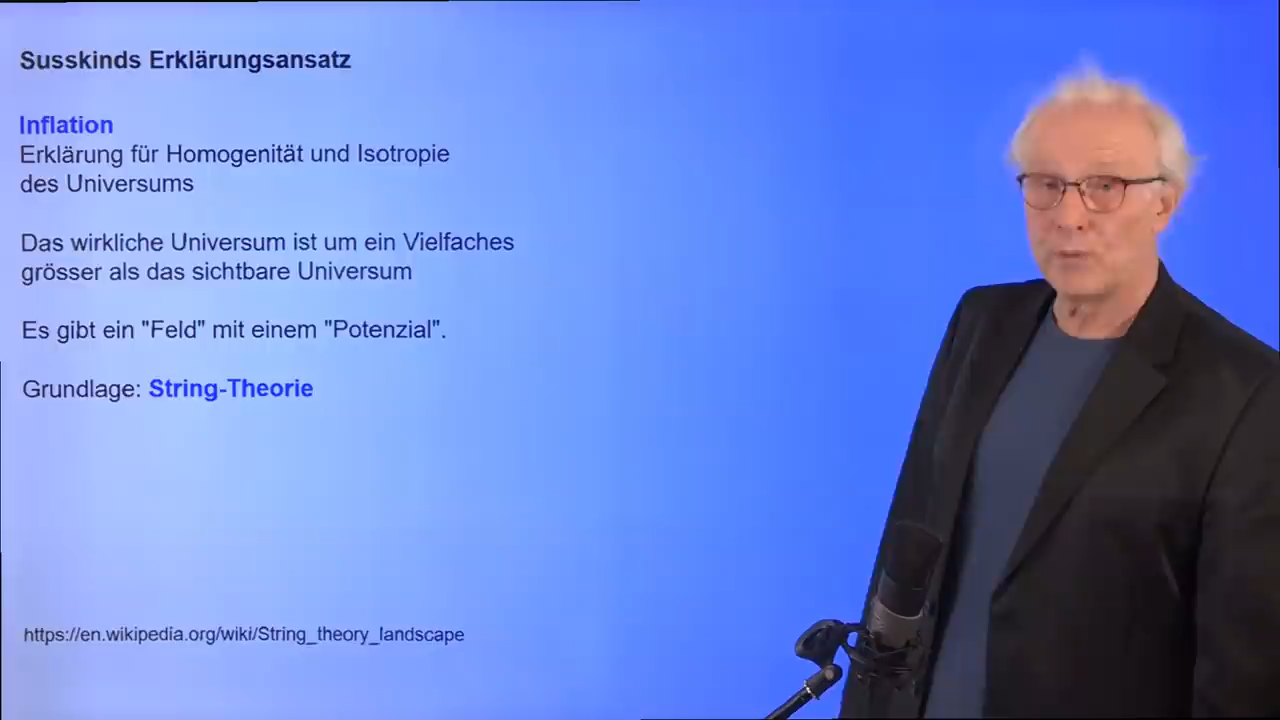 Susskinds Erklärungsansatz
Inflation
Erklärung für Homogenität und Isotropie
des Universums
Das wirkliche Universum ist um ein Vielfaches
grösser als das sichtbare Universum
Es gibt ein "Feld" mit einem "Potenzial".
Grundlage: String-Theorie
https://en.wikipedia.org/wiki/String_theory_landscape